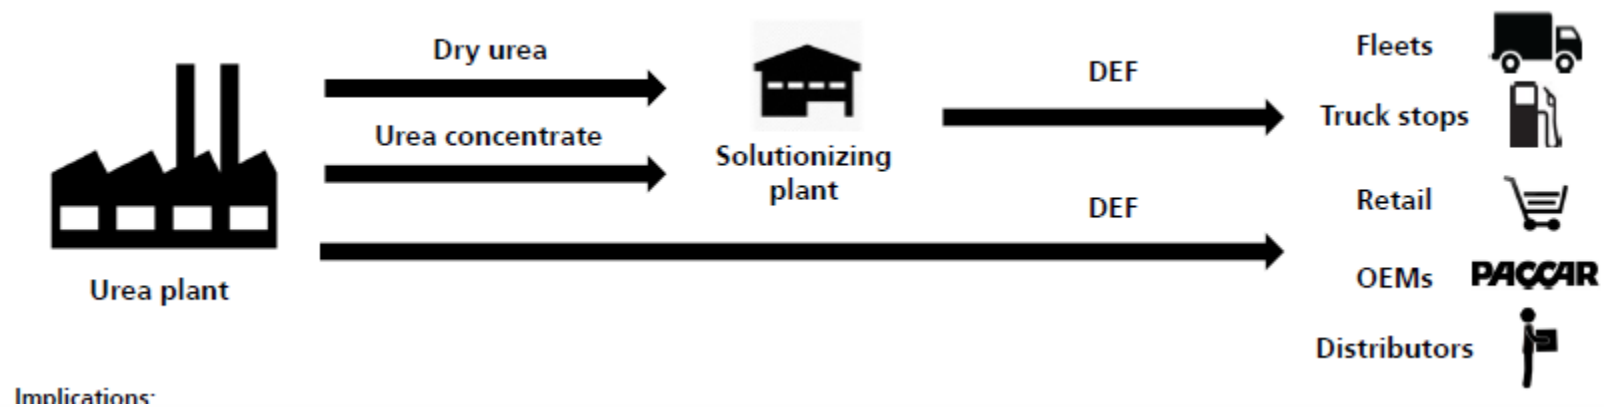 Dry urea
Urea concentrate
Urea plant
Solutionizing
plant
DEF
DEF
Fleets
Truck stops
Retail
OEMs
PACCAR
Distributors
Implications: